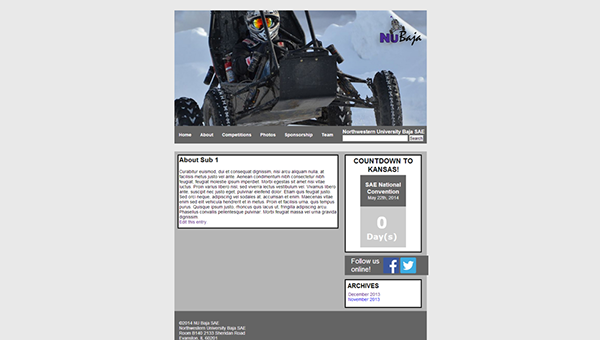 NU Baja
Home About Competitions Photos Sponsorship Team
Northwestern University Baja SAE
Search
About Sub 1
Curabitur euismod, dui et consequat dignissim, nisi arcu aliquam nulla, at
facilisis metus justo vel ante. Aenean condimentum nibh consectetur nibh
feugiat, feugiat molestie ipsum imperdiet. Morbi egestas sit amet nisi vitae
luctus. Proin varius libero nisl, sed viverra lectus vestibulum vel. Vivamus libero
ante, suscipit nec justo eget, pulvinar eleifend dolor. Etiam quis feugiat justo.
Sed orci neque, adipiscing vel sodales at, accumsan et enim. Maecenas vitae
enim sed elit vehicula hendrerit et in metus. Proin et facilisis urna, quis tempus
purus. Quisque ipsum justo, rhoncus quis lacus ut, fringilla adipiscing arcu.
Phasellus convallis pellentesque pulvinar. Morbi feugiat massa vel urna gravida
dignissim.
Edit this entry.
COUNTDOWN TO
KANSAS!
SAE National
Convention
May 22th, 2014
0
Day(s)
Follow us
online!
ARCHIVES
December 2013
November 2013
©2014 NU Baja SAE
Northwestern University Baja SAE
Room B140 2133 Sheridan Road
Evanston, IL 60201